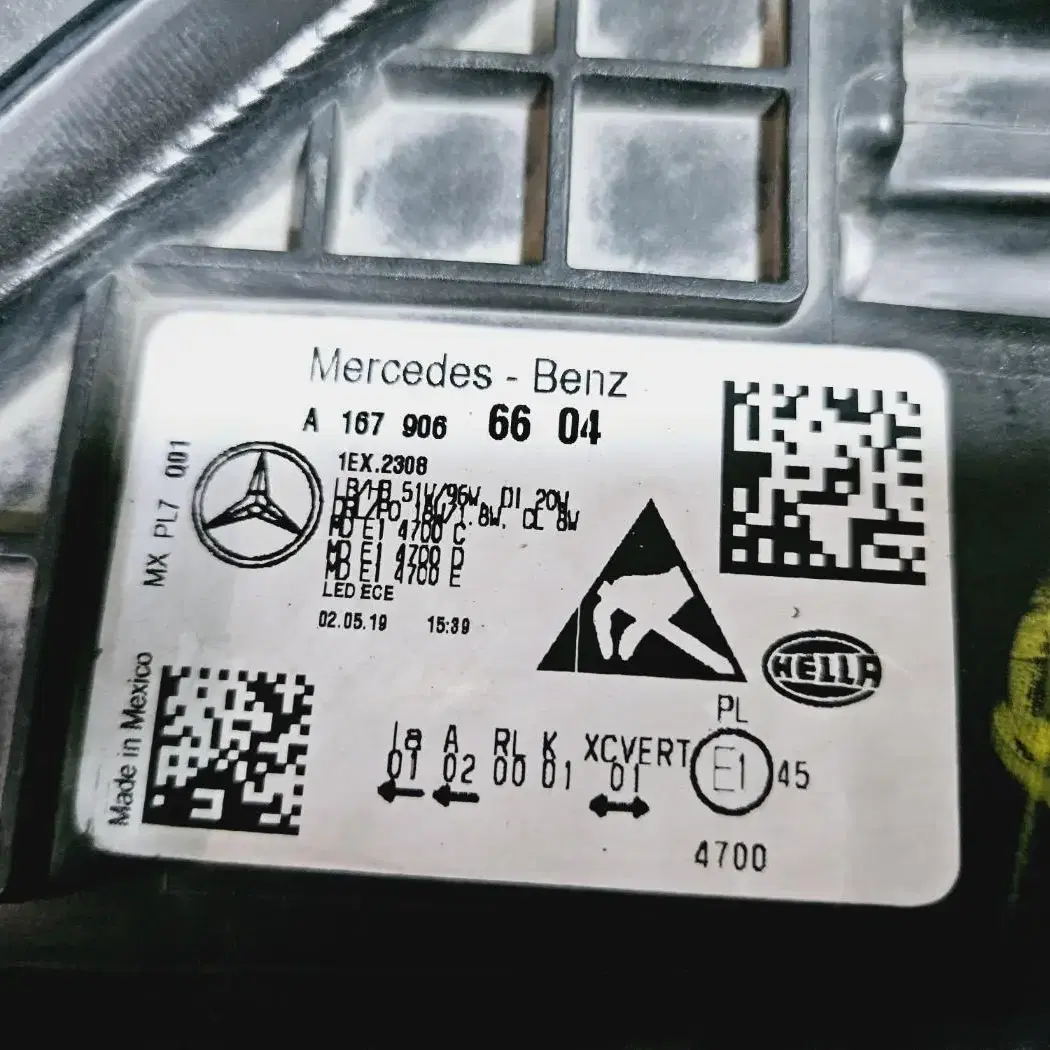 Mercedes - Benz
A 167 906 66 04
1EX.2308
LB/HB 51W/96W, DI 20W
DRL/PO 18W/1.8W, CL 8W
MD E1 4700 C
MD E1 4700 D
MD E1 4700 E
LED ECE
02.05.19 15:39
MX PL7 Q01
Made in Mexico
HELLA
PL
1a A RL K XCVERT E1 45
01 02 00 01 01
4700